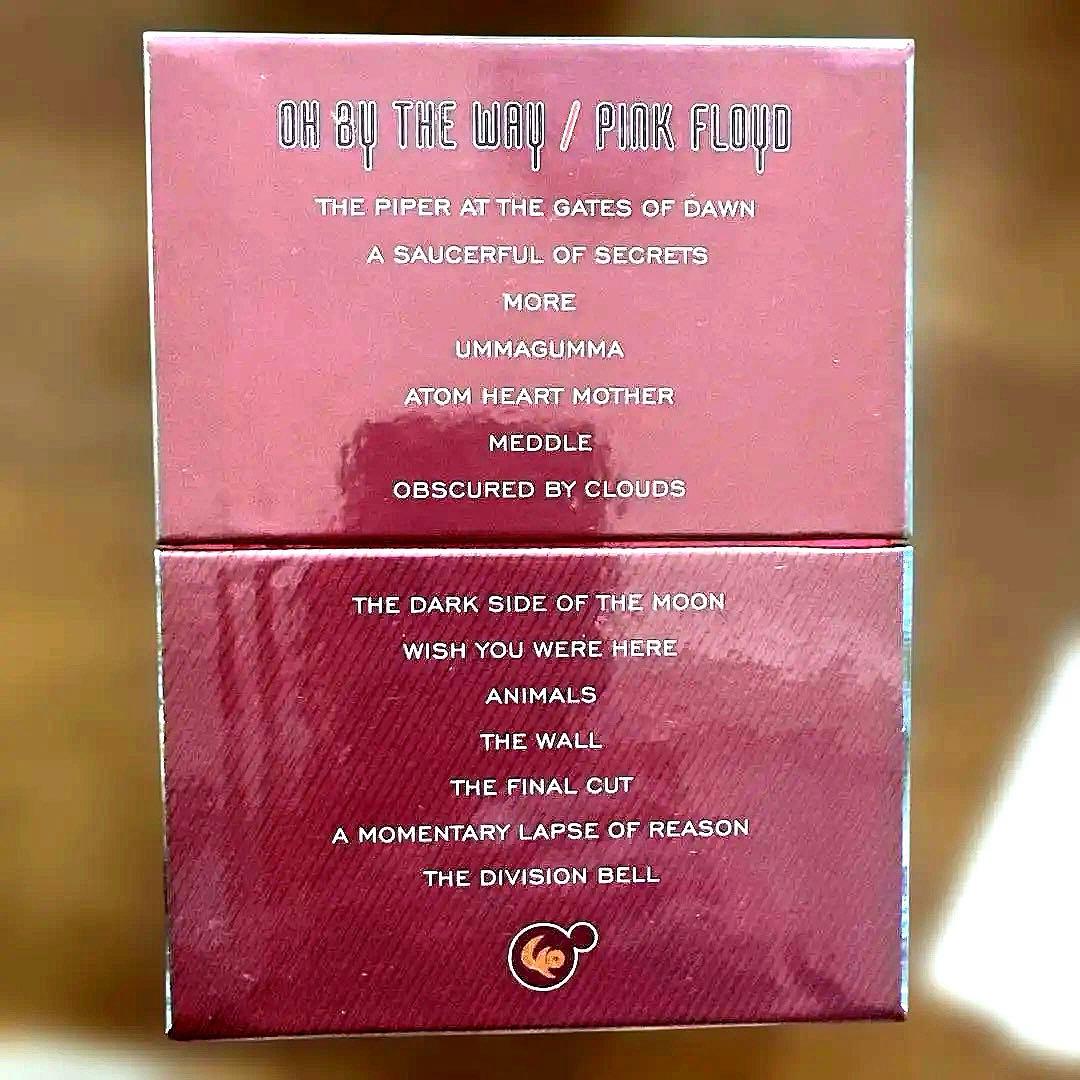 OH BY THE WAY / PINK FLOYD
THE PIPER AT THE GATES OF DAWN
A SAUCERFUL OF SECRETS
MORE
UMMAGUMMA
ATOM HEART MOTHER
MEDDLE
OBSCURED BY CLOUDS
THE DARK SIDE OF THE MOON
WISH YOU WERE HERE
ANIMALS
THE WALL
THE FINAL CUT
A MOMENTARY LAPSE OF REASON
THE DIVISION BELL